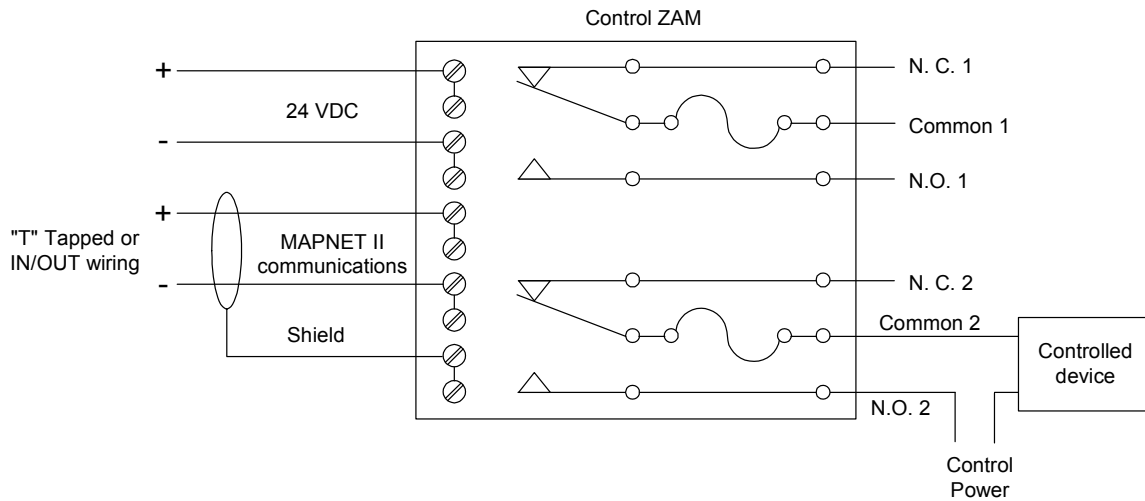 Control ZAM
+
24 VDC
-
+
"T" Tapped or
IN/OUT wiring
MAPNET II
communications
-
Shield
N. C. 1
Common 1
N.O. 1
N. C. 2
Common 2
N.O. 2
Controlled
device
Control
Power